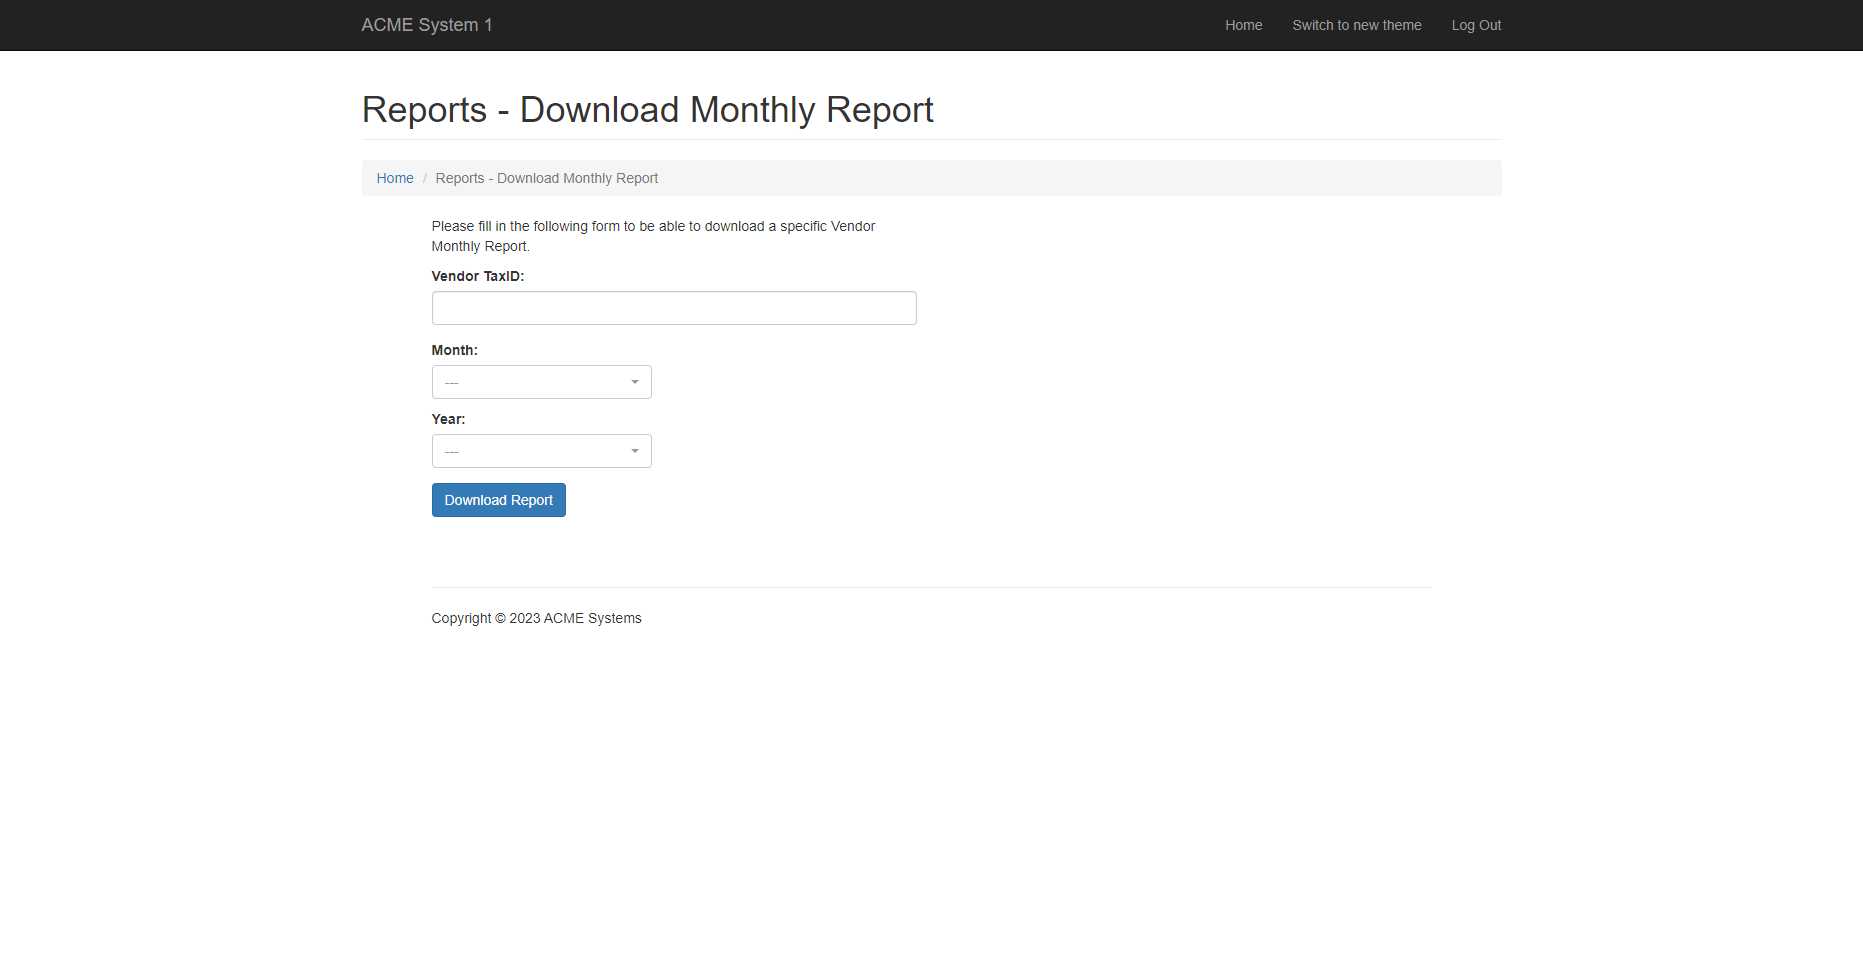 ACME System 1
Home
Switch to new theme
Log Out
Reports - Download Monthly Report
Home / Reports - Download Monthly Report
Please fill in the following form to be able to download a specific Vendor
Monthly Report.
Vendor TaxID:
Month:
---
Year:
---
Download Report
Copyright © 2023 ACME Systems